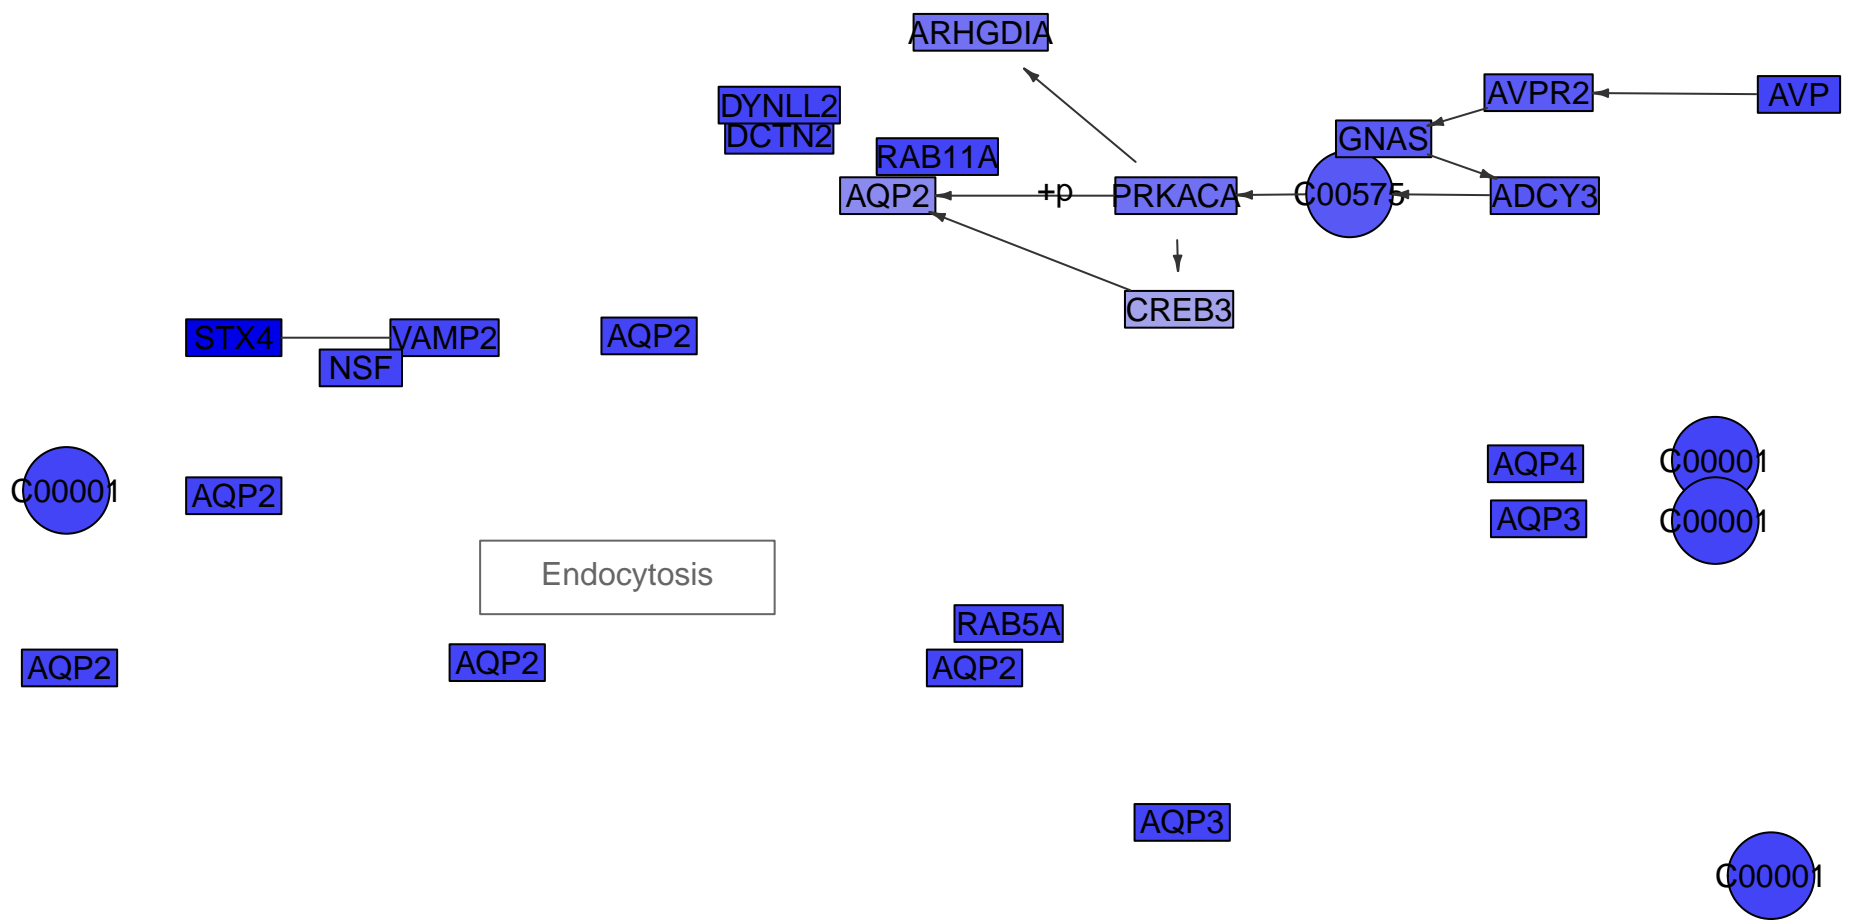 ARHGDIA
DYNLL2
AVPR2
AVP
DCTN2
GNAS
RAB11A
AQP2
+p
PRKACA
C00575
ADCY3
CREB3
STX4
VAMP2
AQP2
NSF
C00001
AQP2
AQP4
C00001
AQP3
C00001
Endocytosis
RAB5A
AQP2
AQP2
AQP2
AQP3
C00001